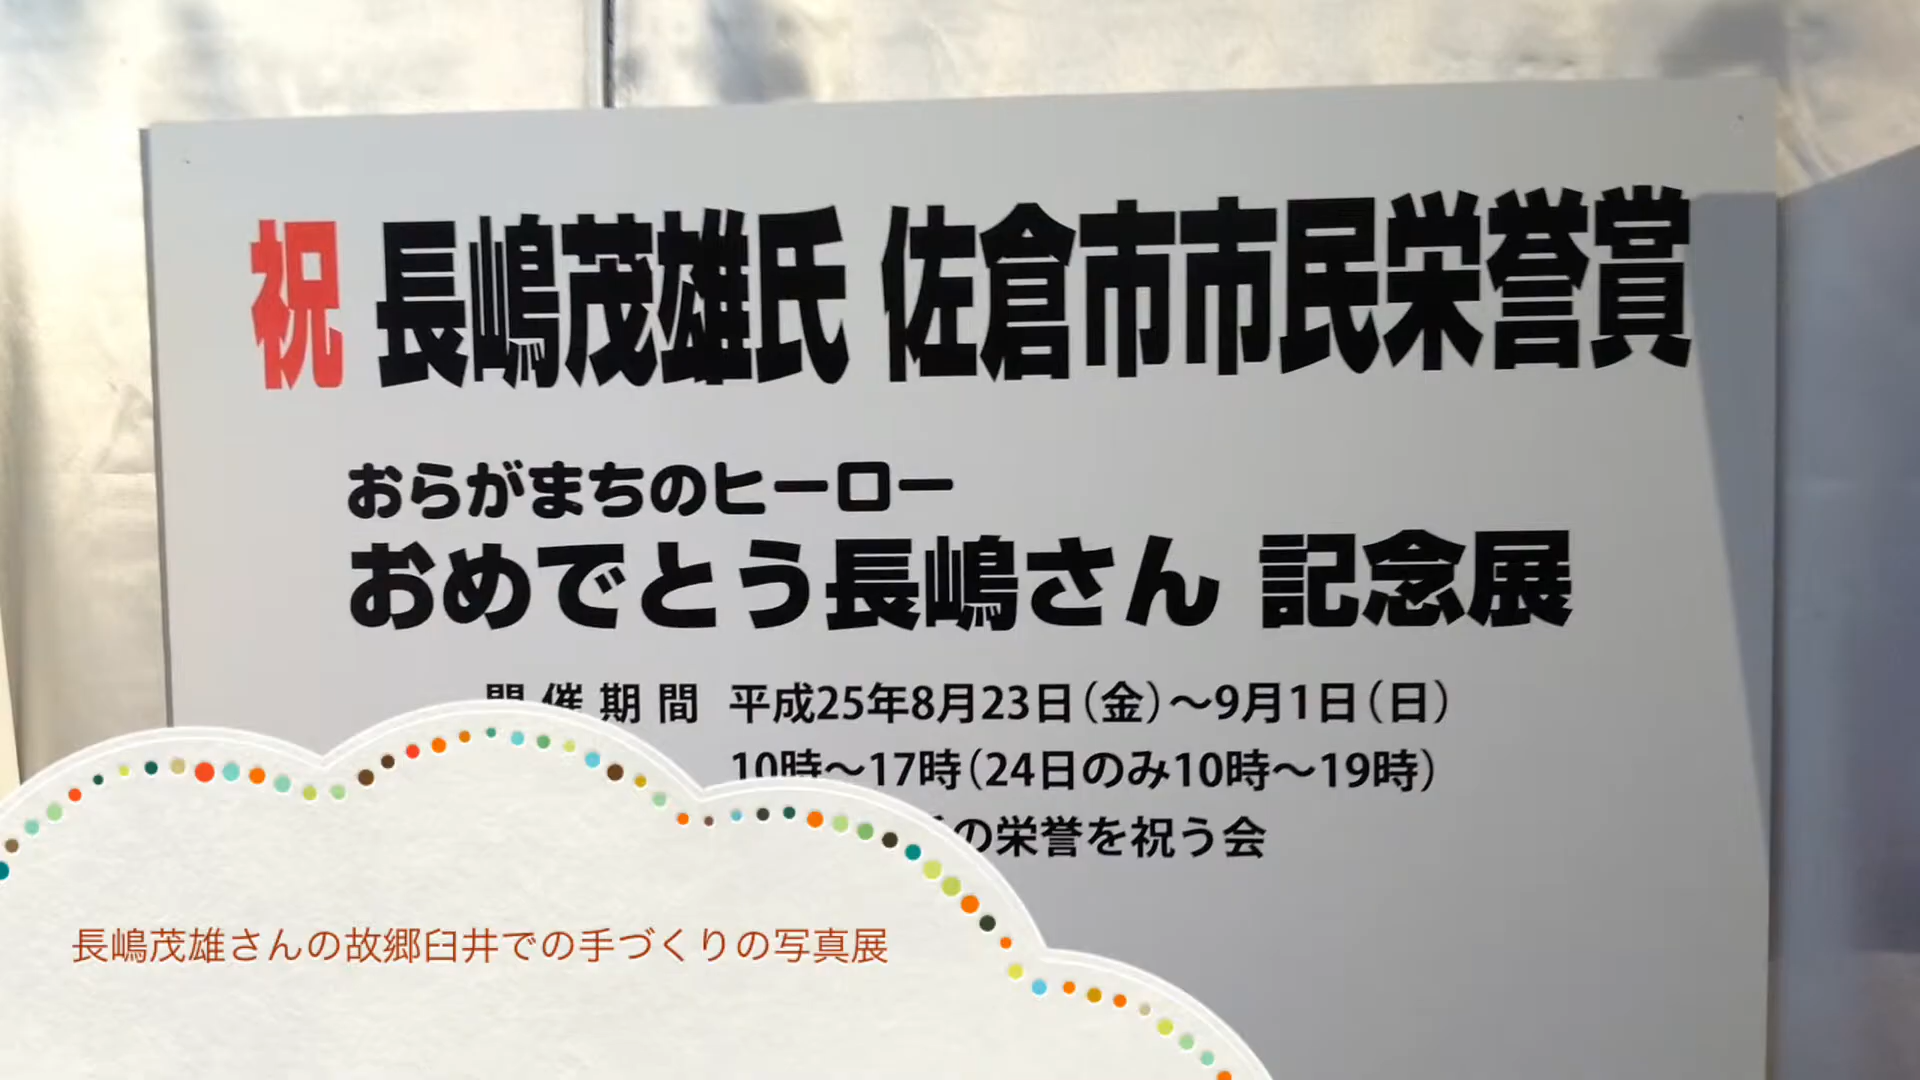 祝 長嶋茂雄氏 佐倉市市民栄誉賞
おらがまちのヒーロー
おめでとう長嶋さん 記念展
開催期間 平成25年8月23日(金)~9月1日(日)
10時~17時(24日のみ10時~19時)
の栄誉を祝う会
長嶋茂雄さんの故郷臼井での手づくりの写真展